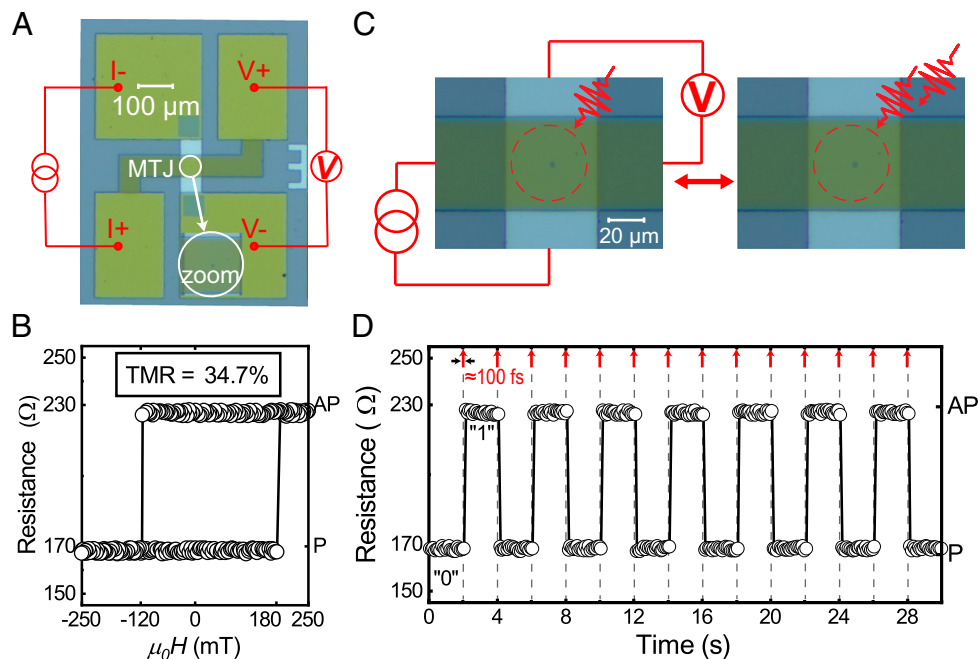 A
I-
V+
100 µm
MTJ
V
I+
V-
zoom
C
V
20 µm
B
TMR = 34.7%
Resistance (Ω)
250
230
170
150
AP
P
-250
-120
0
180
250
µ₀H (mT)
D
≈100 fs
"1"
"0"
Resistance (Ω)
250
230
170
150
AP
P
0
4
8
12
16
20
24
28
Time (s)